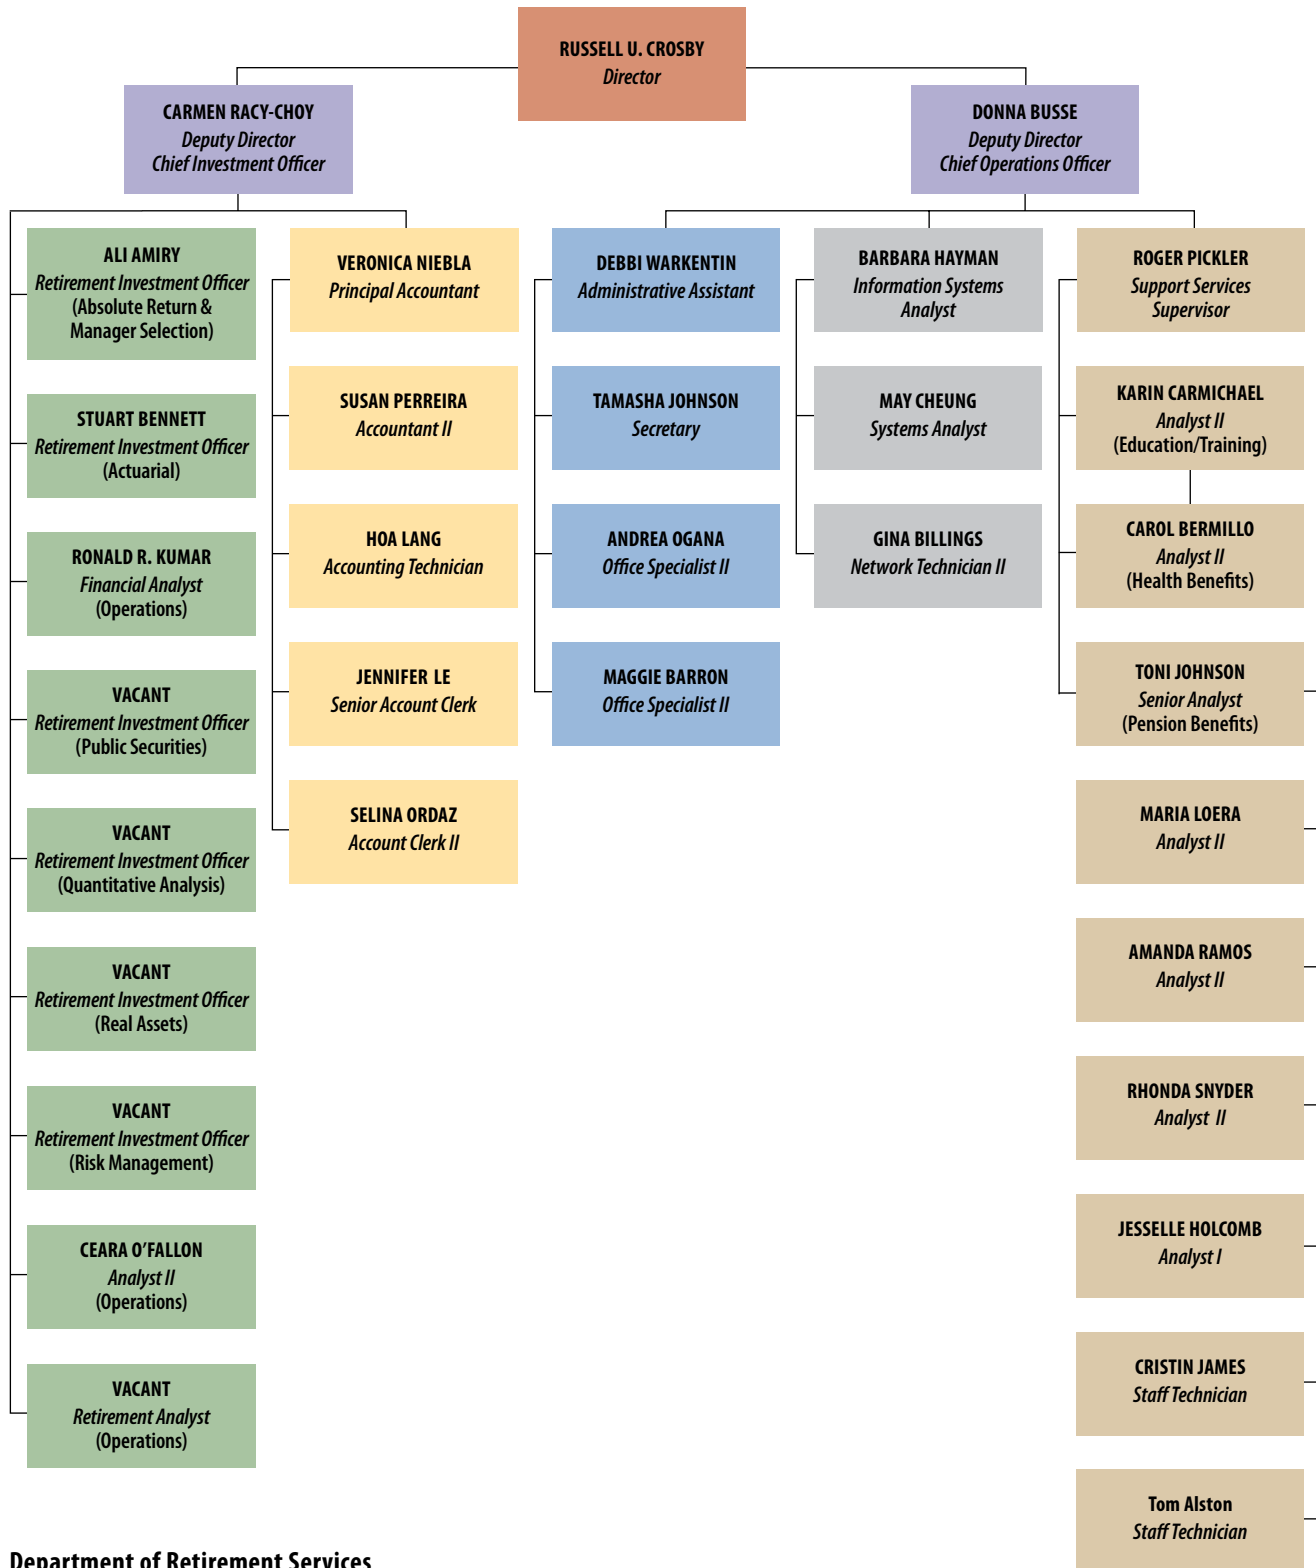 RUSSELL U. CROSBY
Director
CARMEN RACY-CHOY
Deputy Director
Chief Investment Officer
DONNA BUSSE
Deputy Director
Chief Operations Officer
ALI AMIRY
Retirement Investment Officer
(Absolute Return &
Manager Selection)
STUART BENNETT
Retirement Investment Officer
(Actuarial)
RONALD R. KUMAR
Financial Analyst
(Operations)
VACANT
Retirement Investment Officer
(Public Securities)
VACANT
Retirement Investment Officer
(Quantitative Analysis)
VACANT
Retirement Investment Officer
(Real Assets)
VACANT
Retirement Investment Officer
(Risk Management)
CEARA O’FALLON
Analyst II
(Operations)
VACANT
Retirement Analyst
(Operations)
VERONICA NIEBLA
Principal Accountant
SUSAN PERREIRA
Accountant II
HOA LANG
Accounting Technician
JENNIFER LE
Senior Account Clerk
SELINA ORDAZ
Account Clerk II
DEBBI WARKENTIN
Administrative Assistant
TAMASHA JOHNSON
Secretary
ANDREA OGANA
Office Specialist II
MAGGIE BARRON
Office Specialist II
BARBARA HAYMAN
Information Systems
Analyst
MAY CHEUNG
Systems Analyst
GINA BILLINGS
Network Technician II
ROGER PICKLER
Support Services
Supervisor
KARIN CARMICHAEL
Analyst II
(Education/Training)
CAROL BERMILLO
Analyst II
(Health Benefits)
TONI JOHNSON
Senior Analyst
(Pension Benefits)
MARIA LOERA
Analyst II
AMANDA RAMOS
Analyst II
RHONDA SNYDER
Analyst II
JESSELLE HOLCOMB
Analyst I
CRISTIN JAMES
Staff Technician
Tom Alston
Staff Technician
Department of Retirement Services